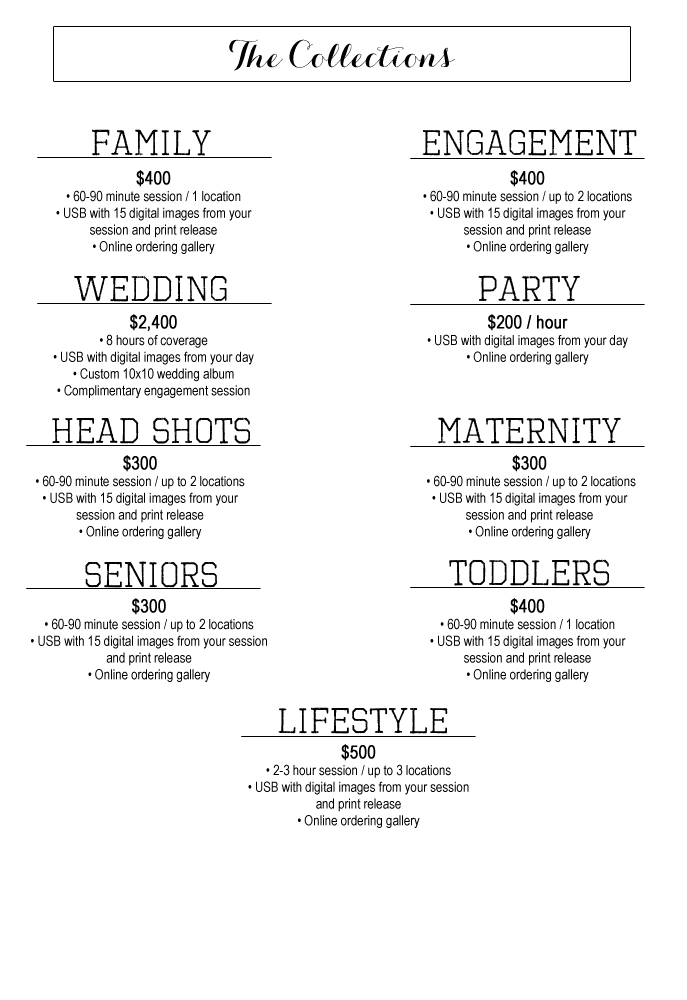 The Collections
FAMILY
$400
• 60-90 minute session / 1 location
• USB with 15 digital images from your
session and print release
• Online ordering gallery
ENGAGEMENT
$400
• 60-90 minute session / up to 2 locations
• USB with 15 digital images from your
session and print release
• Online ordering gallery
WEDDING
$2,400
• 8 hours of coverage
• USB with digital images from your day
• Custom 10x10 wedding album
• Complimentary engagement session
PARTY
$200 / hour
• USB with digital images from your day
• Online ordering gallery
HEAD SHOTS
$300
• 60-90 minute session / up to 2 locations
• USB with 15 digital images from your
session and print release
• Online ordering gallery
MATERNITY
$300
• 60-90 minute session / up to 2 locations
• USB with 15 digital images from your
session and print release
• Online ordering gallery
SENIORS
$300
• 60-90 minute session / up to 2 locations
• USB with 15 digital images from your session
and print release
• Online ordering gallery
TODDLERS
$400
• 60-90 minute session / 1 location
• USB with 15 digital images from your
session and print release
• Online ordering gallery
LIFESTYLE
$500
• 2-3 hour session / up to 3 locations
• USB with digital images from your session
and print release
• Online ordering gallery